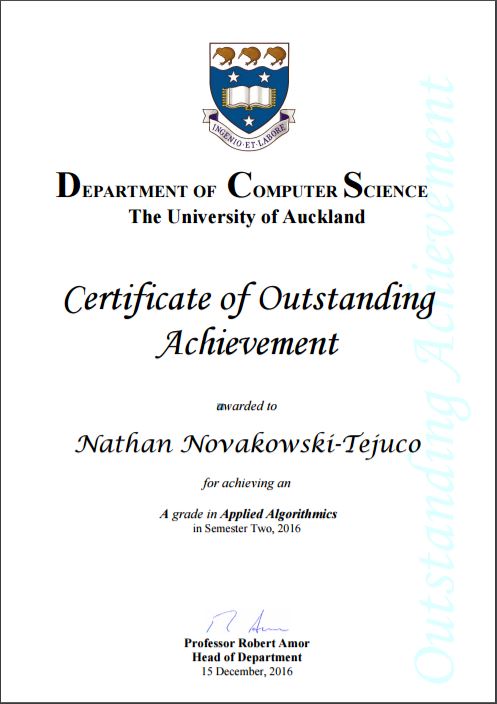 INGENIO·ET·LABORE
DEPARTMENT OF COMPUTER SCIENCE
The University of Auckland
Certificate of Outstanding
Achievement
awarded to
Nathan Novakowski-Tejuco
for achieving an
A grade in Applied Algorithmics
in Semester Two, 2016
Professor Robert Amor
Head of Department
15 December, 2016
Outstanding Achievement